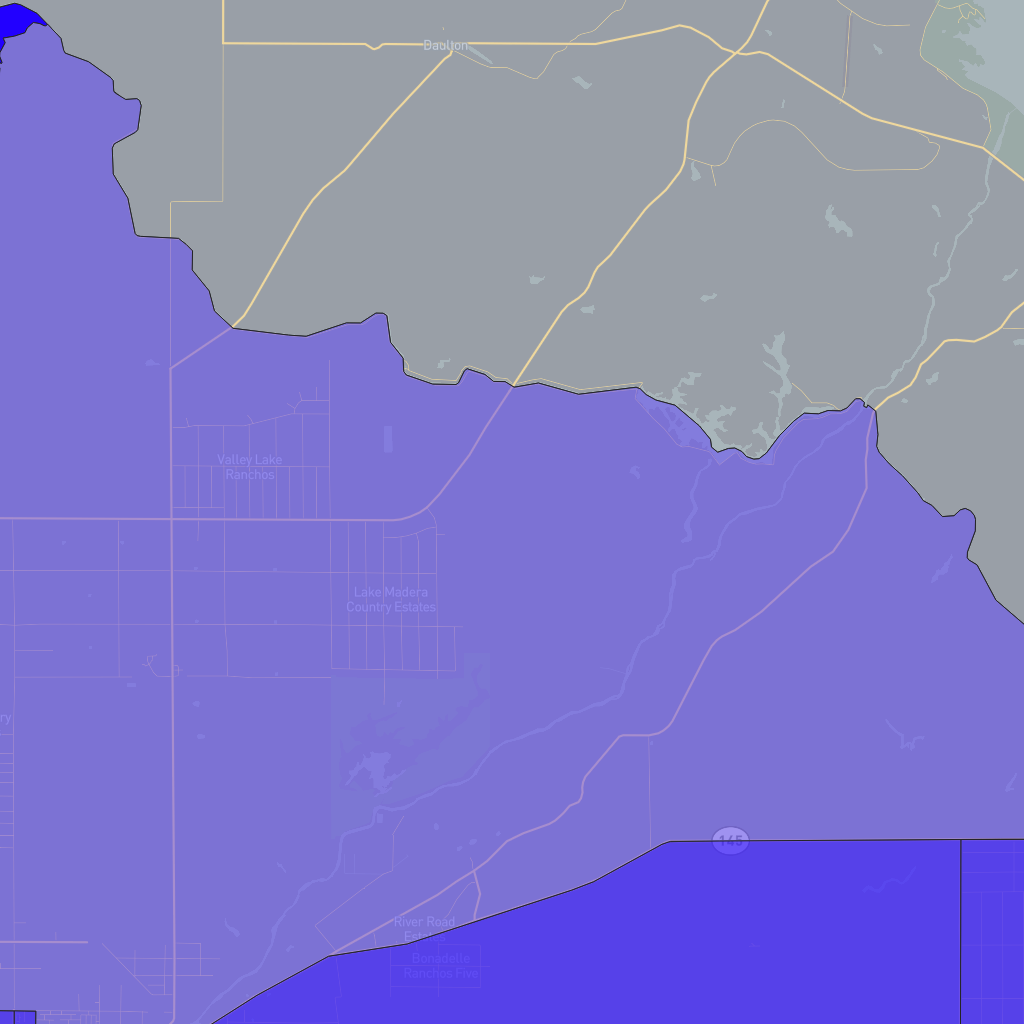 Daulton
Valley Lake
Ranchos
Lake Madera
Country Estates
ry
145
River Road
Estates
Bonadelle
Ranchos Five